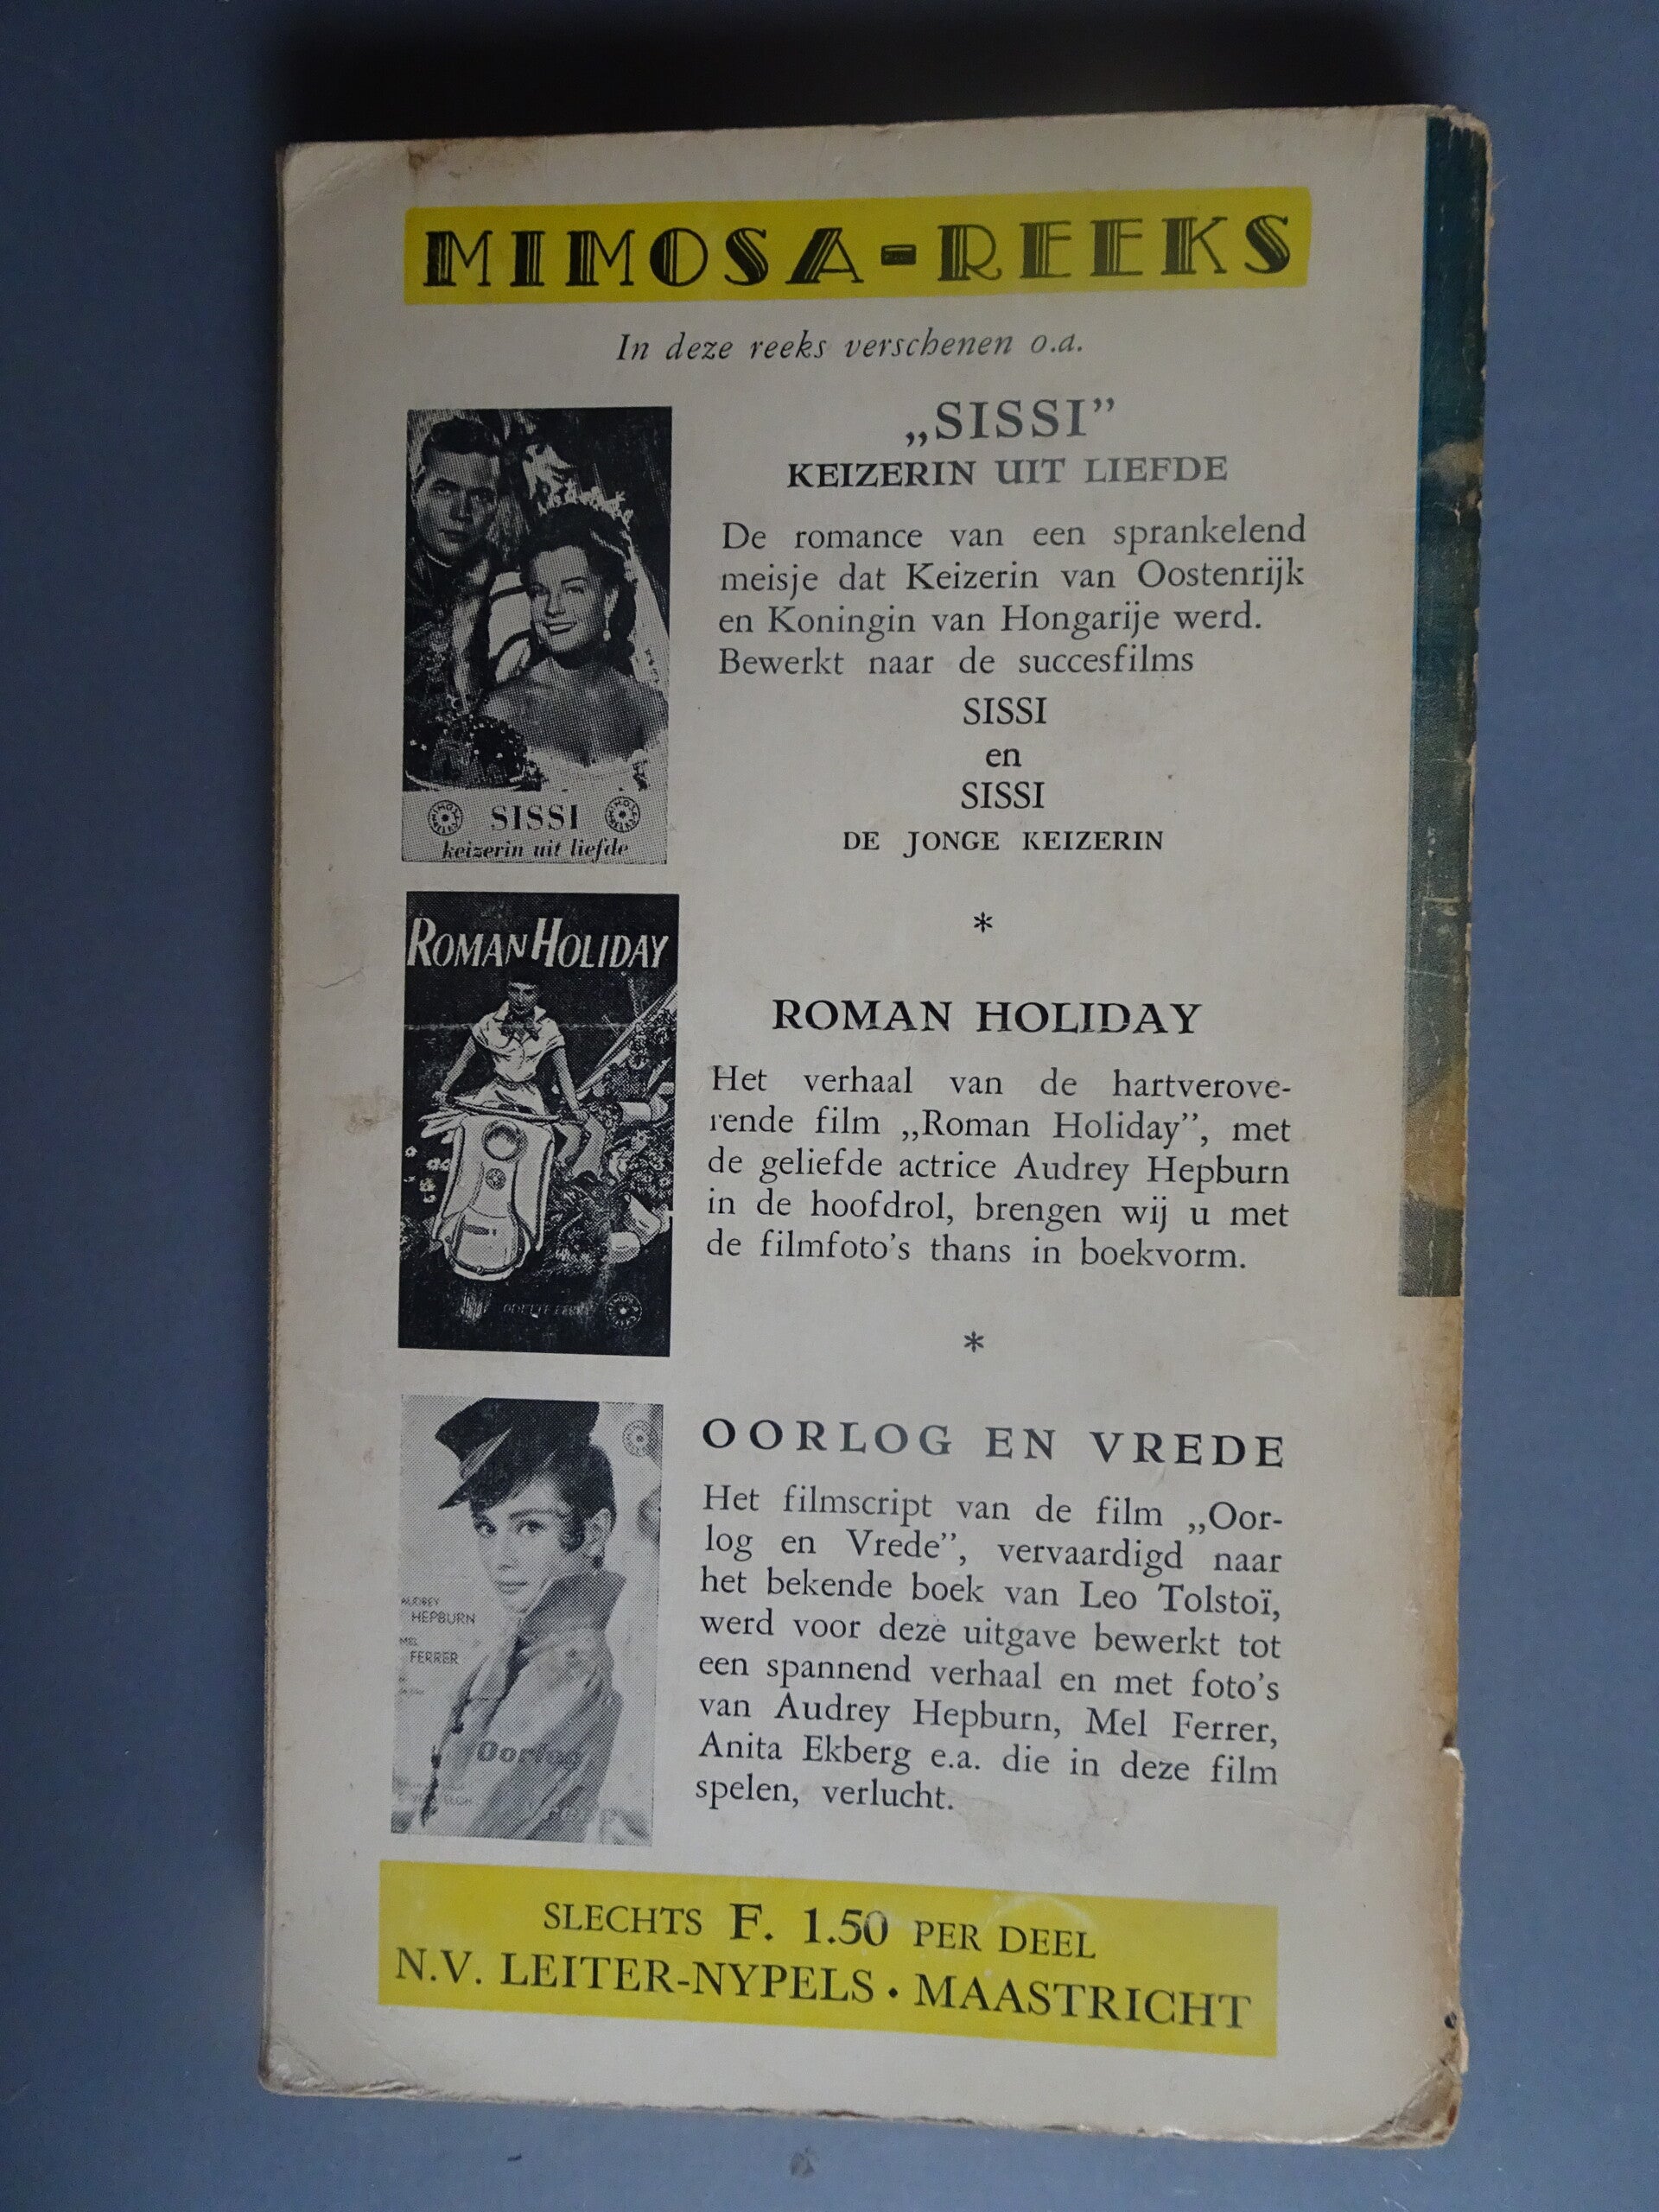 MIMOSA-REEKS
In deze reeks verschenen o.a.
„SISSI”
KEIZERIN UIT LIEFDE
De romance van een sprankelend
meisje dat Keizerin van Oostenrijk
en Koningin van Hongarije werd.
Bewerkt naar de succesfilms
SISSI
en
SISSI
DE JONGE KEIZERIN
SISSI
keizerin uit liefde
*
ROMAN HOLIDAY
ROMAN HOLIDAY
Het verhaal van de hartverove-
rende film „Roman Holiday”, met
de geliefde actrice Audrey Hepburn
in de hoofdrol, brengen wij u met
de filmfoto's thans in boekvorm.
*
OORLOG EN VREDE
Het filmscript van de film „Oor-
log en Vrede”, vervaardigd naar
het bekende boek van Leo Tolstoï,
werd voor deze uitgave bewerkt tot
een spannend verhaal en met foto's
van Audrey Hepburn, Mel Ferrer,
Anita Ekberg e.a. die in deze film
spelen, verlucht.
AUDREY
HEPBURN
MEL
FERRER
Oorlog
SLECHTS F. 1.50 PER DEEL
N.V. LEITER-NYPELS • MAASTRICHT